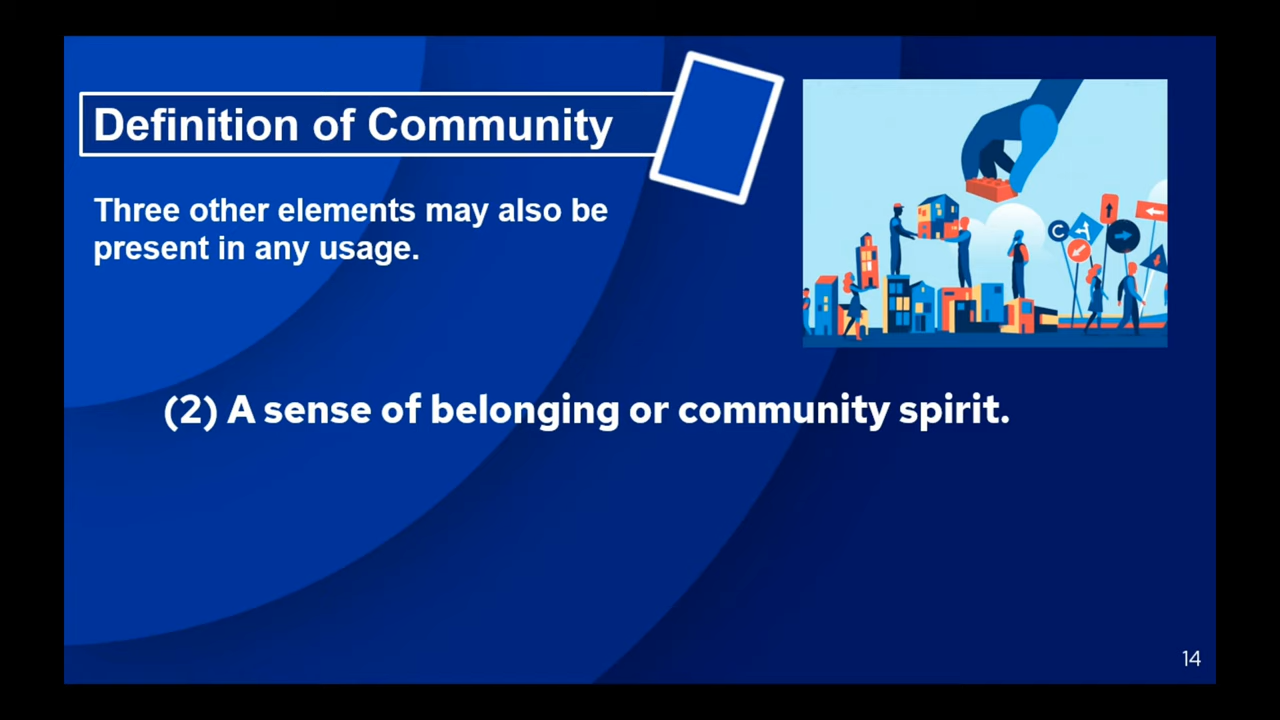 Definition of Community
Three other elements may also be
present in any usage.
C
(2) A sense of belonging or community spirit.
14